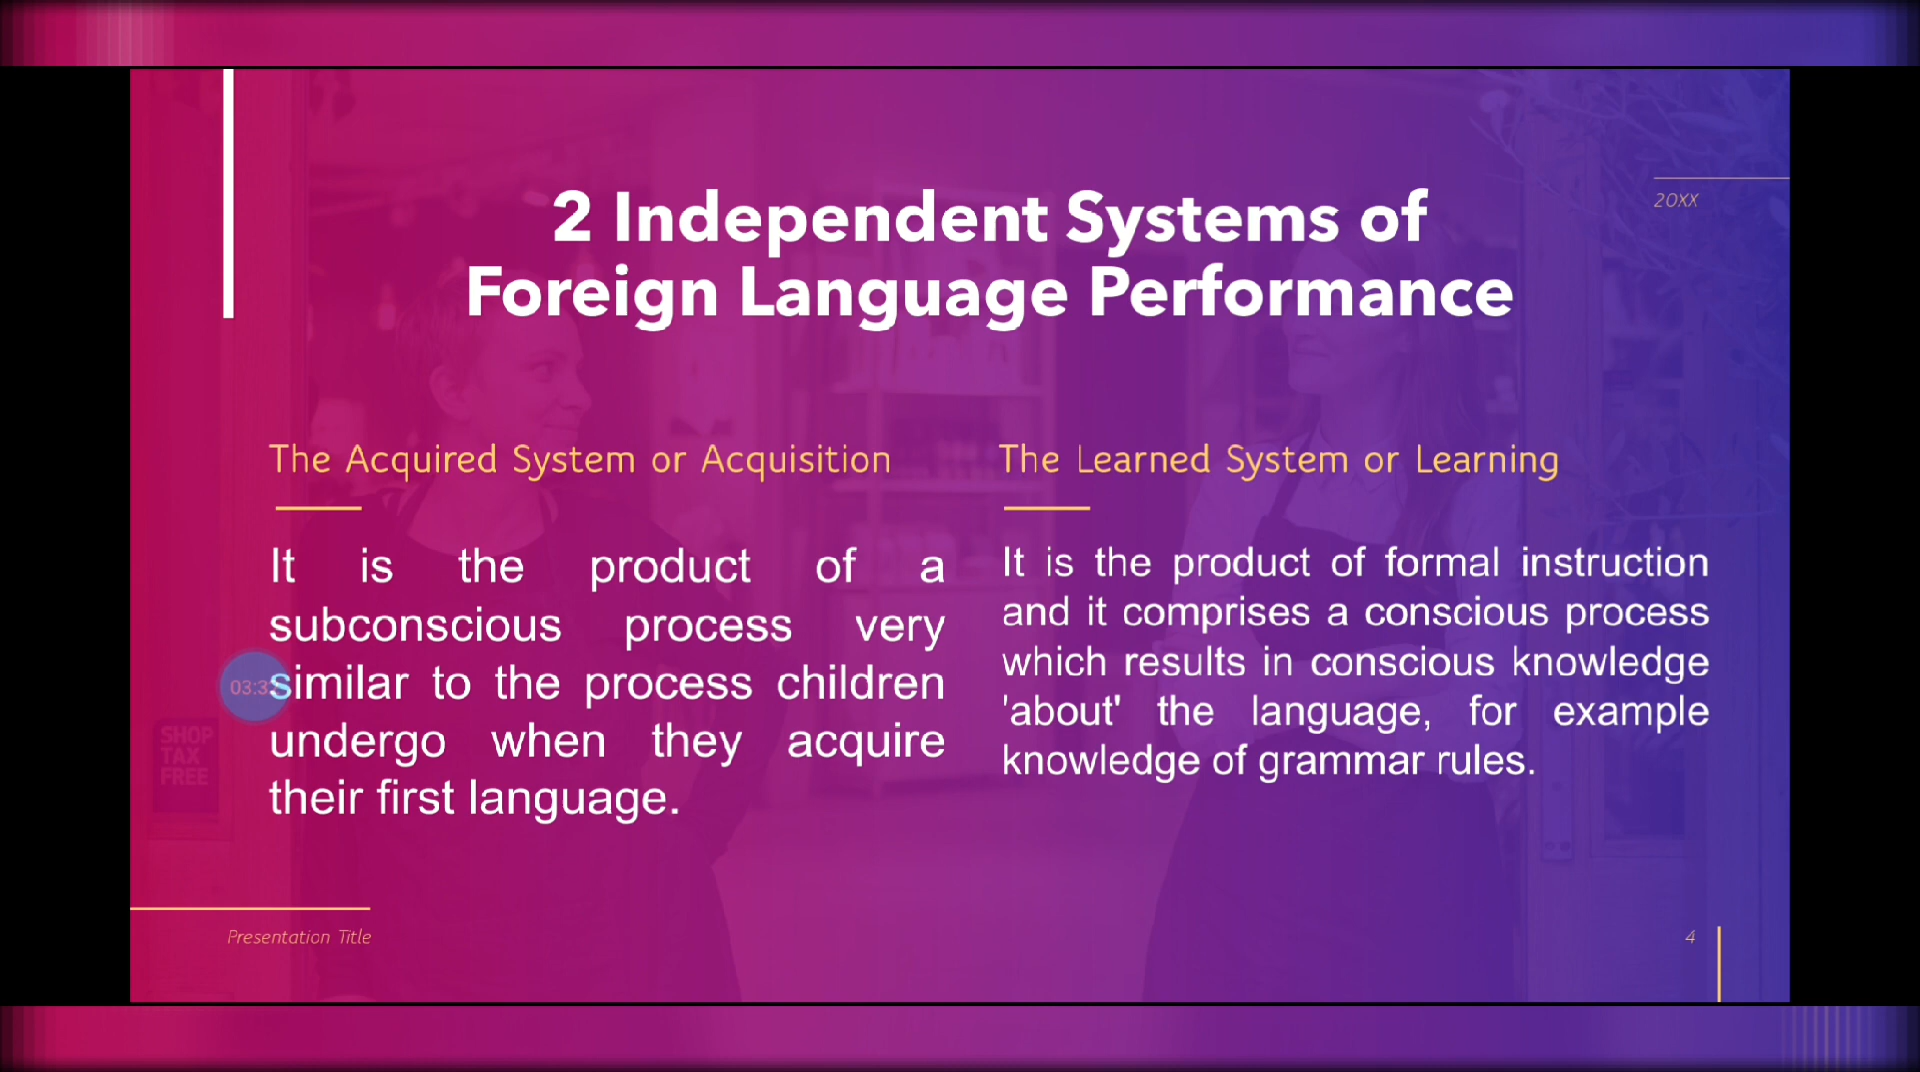 2 Independent Systems of
Foreign Language Performance
20XX
The Acquired System or Acquisition
It is the product of a
subconscious process very
similar to the process children
undergo when they acquire
their first language.
The Learned System or Learning
It is the product of formal instruction
and it comprises a conscious process
which results in conscious knowledge
'about' the language, for example
knowledge of grammar rules.
SHOP
TAX
FREE
Presentation Title
4